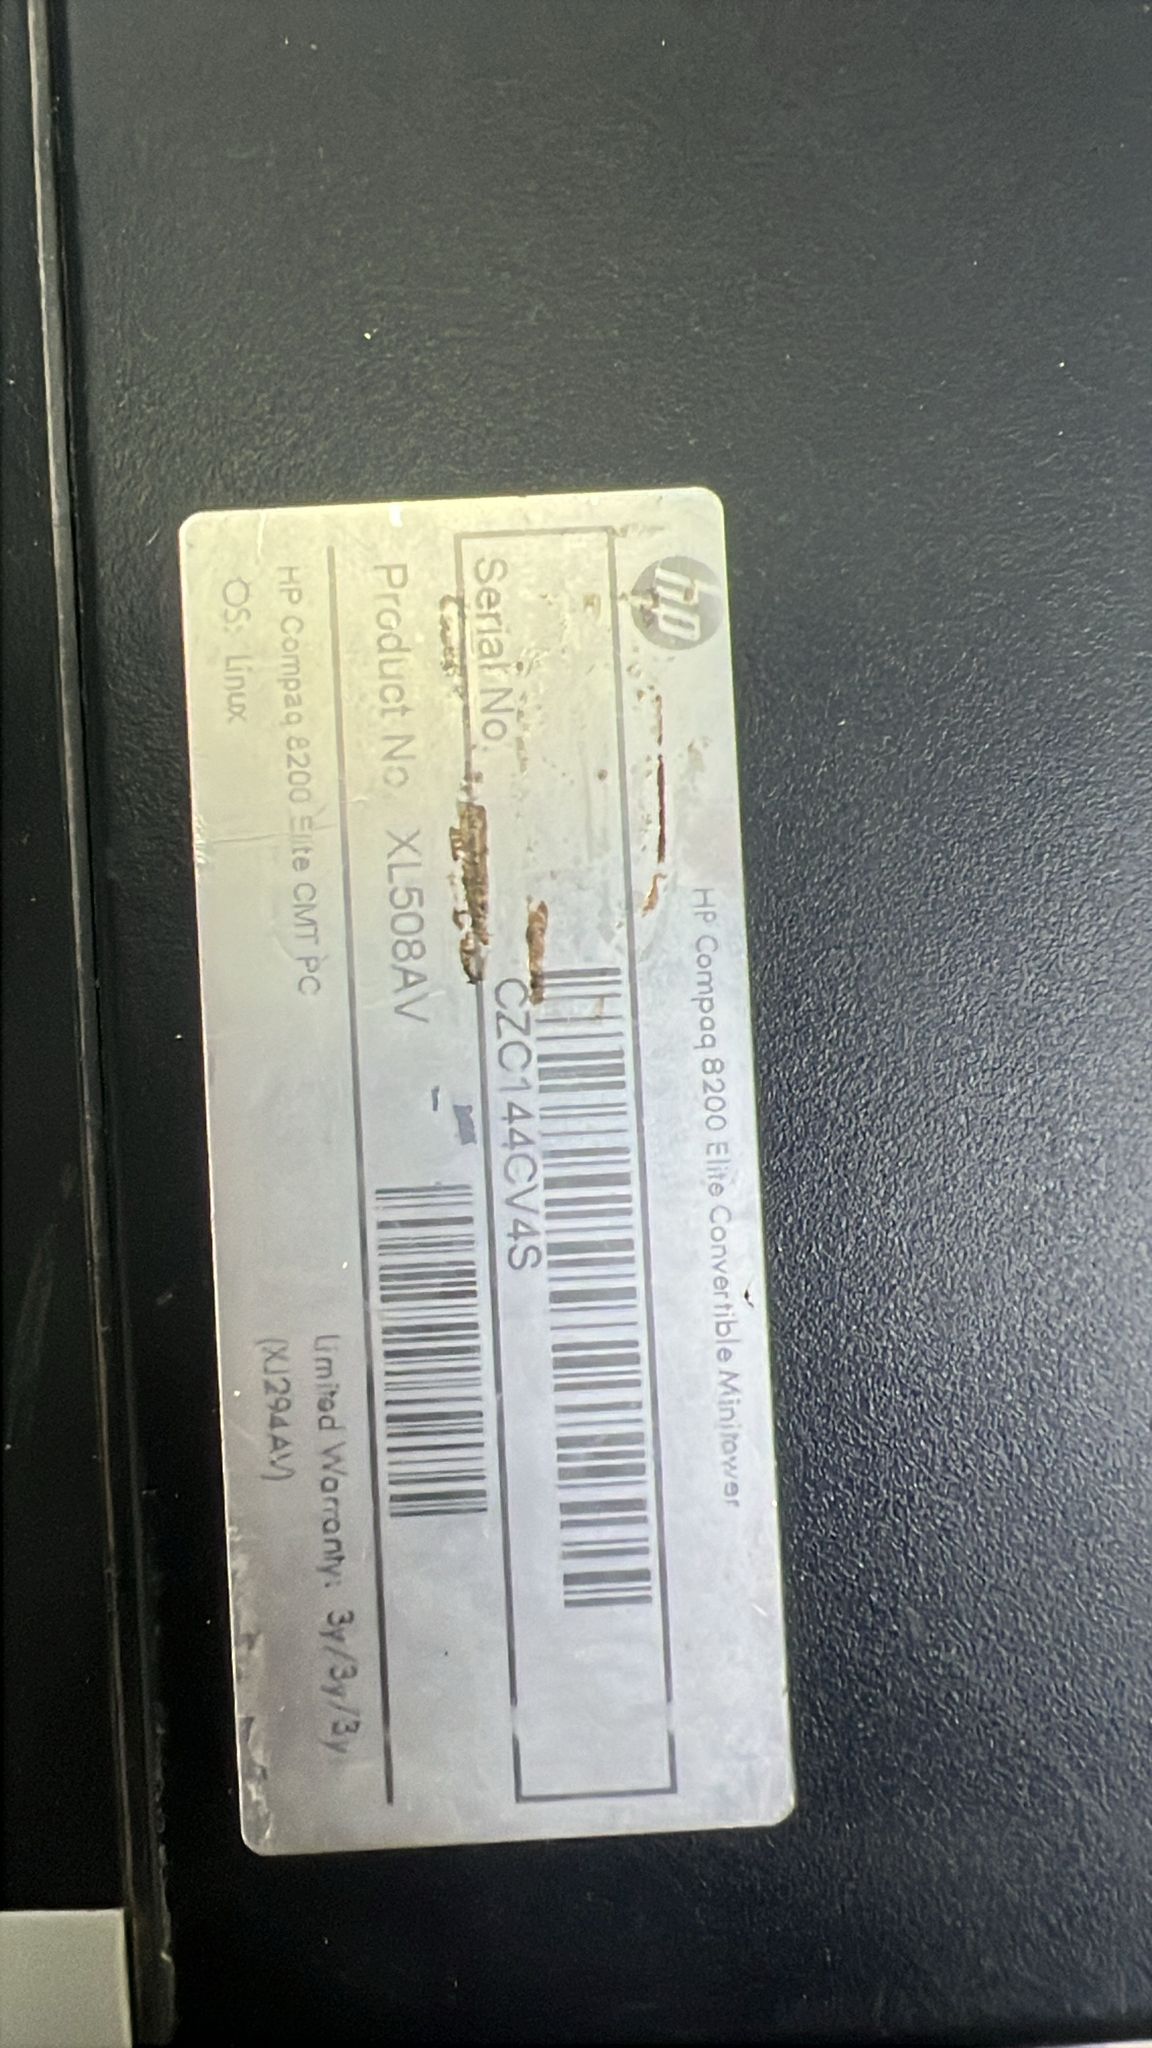 hp
HP Compaq 8200 Elite Convertible Minitower
Serial No.
CZC144CV4S
Product No. XL508AV
HP Compaq 8200 Elite CMT PC
Limited Warranty: 3y/3y/3y
OS: Linux
(XJ294AV)